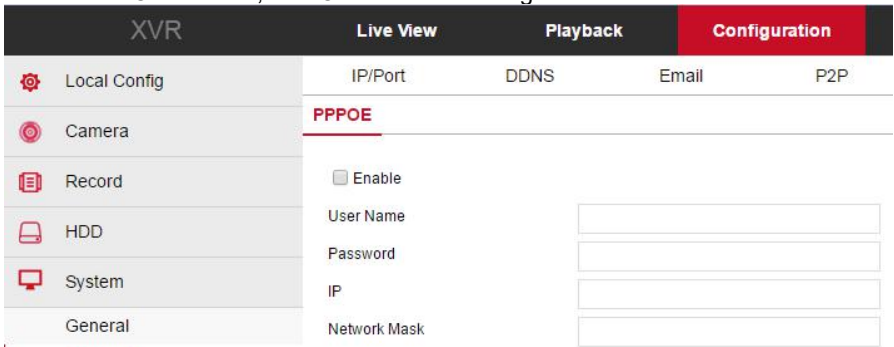 XVR Live View Playback Configuration
Local Config
Camera
Record
HDD
System
General
IP/Port DDNS Email P2P
PPPOE
Enable
User Name
Password
IP
Network Mask